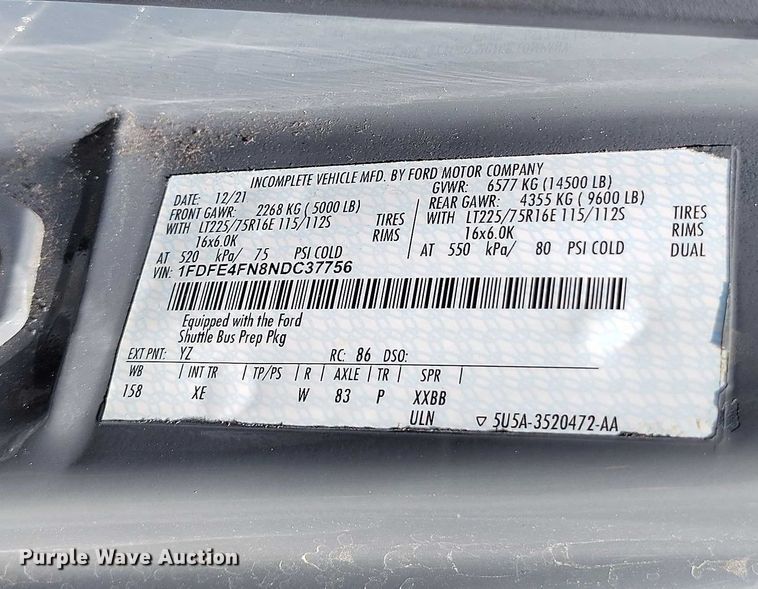 INCOMPLETE VEHICLE MFD. BY FORD MOTOR COMPANY
DATE: 12/21 GVWR: 6577 KG (14500 LB)
FRONT GAWR: 2268 KG (5000 LB) REAR GAWR: 4355 KG (9600 LB)
WITH LT225/75R16E 115/112S TIRES WITH LT225/75R16E 115/112S TIRES
16x6.0K RIMS 16x6.0K RIMS
AT 520 kPa/ 75 PSI COLD AT 550 kPa/ 80 PSI COLD DUAL
VIN: 1FDFE4FN8NDC37756
Equipped with the Ford
Shuttle Bus Prep Pkg
EXT PNT: YZ RC: 86 DSO:
WB INT TR TP/PS R AXLE TR SPR
158 XE W 83 P XXBB
ULN ▽ 5U5A-3520472-AA
Purple Wave Auction